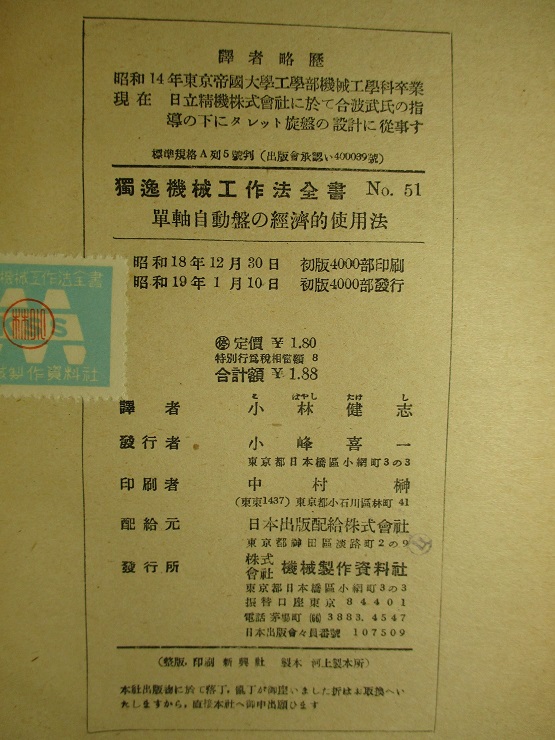 譯者略歷
昭和14年東京帝國大學工學部機械工學科卒業
現在 日立精機株式會社に於て合波武氏の指
導の下にタレット旋盤の設計に從事す
標準規格A列5號判(出版會承認い400039號)
獨逸機械工作法全書 No. 51
單軸自動盤の經濟的使用法
昭和18年12月30日 初版4000部印刷
昭和19年1月10日 初版4000部發行
機械工作法全書
製作資料社
定價 ¥ 1.80
特別行爲稅相當額 8
合計額 ¥ 1.88
こ ばやし たけ し
譯者 小林健志
發行者 小峰喜一
東京都日本橋區小網町3の3
印刷者 中村榊
(東東1437) 東京都小石川區林町 41
配給元 日本出版配給株式會社
東京都神田區淡路町2の9
發行所 株式會社 機械製作資料社
東京都日本橋區小網町3の3
振替口座東京 84401
電話茅場町 3883. 4547
日本出版會々員番號 107509
(整版, 印刷 新興社 製本 河上製本所)
本社出版物に於て落丁, 亂丁が御座いました折はお取換へい
たしますから, 直接本社へ御申出願ひます